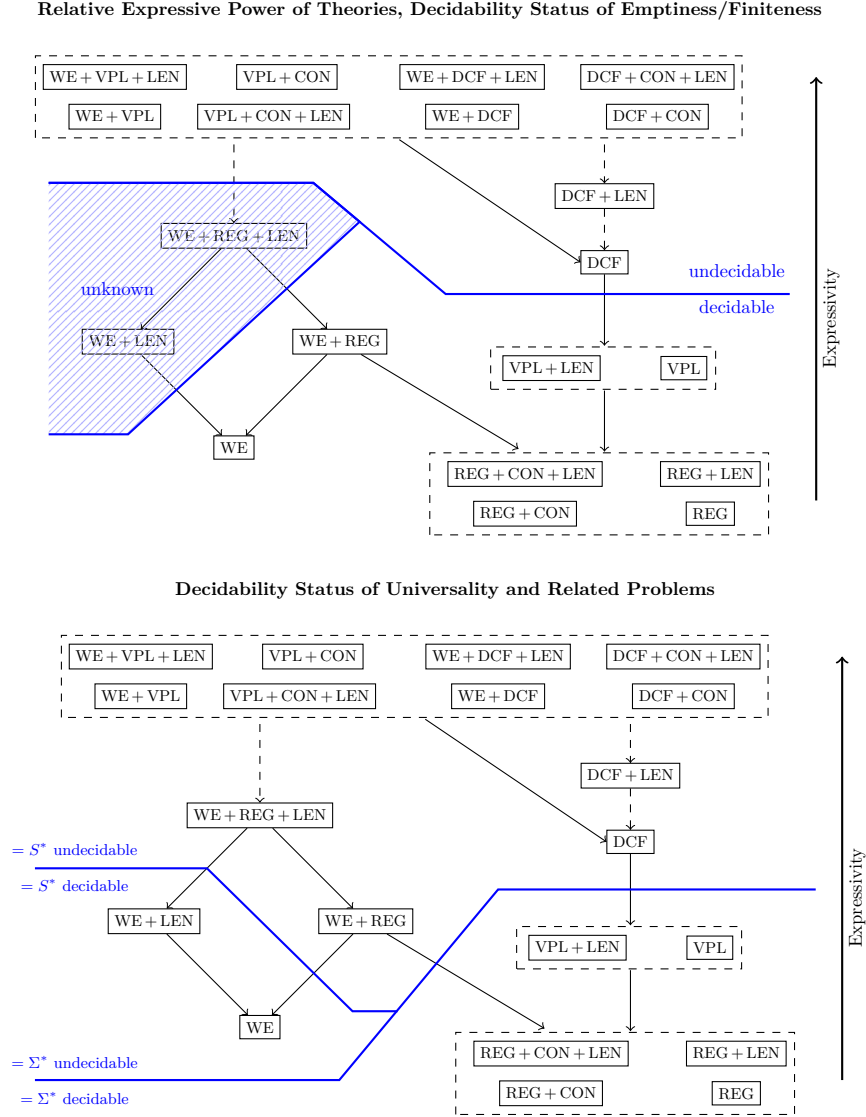 Relative Expressive Power of Theories, Decidability Status of Emptiness/Finiteness
WE + VPL + LEN
VPL + CON
WE + DCF + LEN
DCF + CON + LEN
WE + VPL
VPL + CON + LEN
WE + DCF
DCF + CON
DCF + LEN
WE + REG + LEN
DCF
undecidable
unknown
decidable
Expressivity
WE + LEN
WE + REG
VPL + LEN
VPL
WE
REG + CON + LEN
REG + LEN
REG + CON
REG
Decidability Status of Universality and Related Problems
WE + VPL + LEN
VPL + CON
WE + DCF + LEN
DCF + CON + LEN
WE + VPL
VPL + CON + LEN
WE + DCF
DCF + CON
DCF + LEN
WE + REG + LEN
DCF
= S* undecidable
= S* decidable
Expressivity
WE + LEN
WE + REG
VPL + LEN
VPL
WE
REG + CON + LEN
REG + LEN
= Σ* undecidable
= Σ* decidable
REG + CON
REG